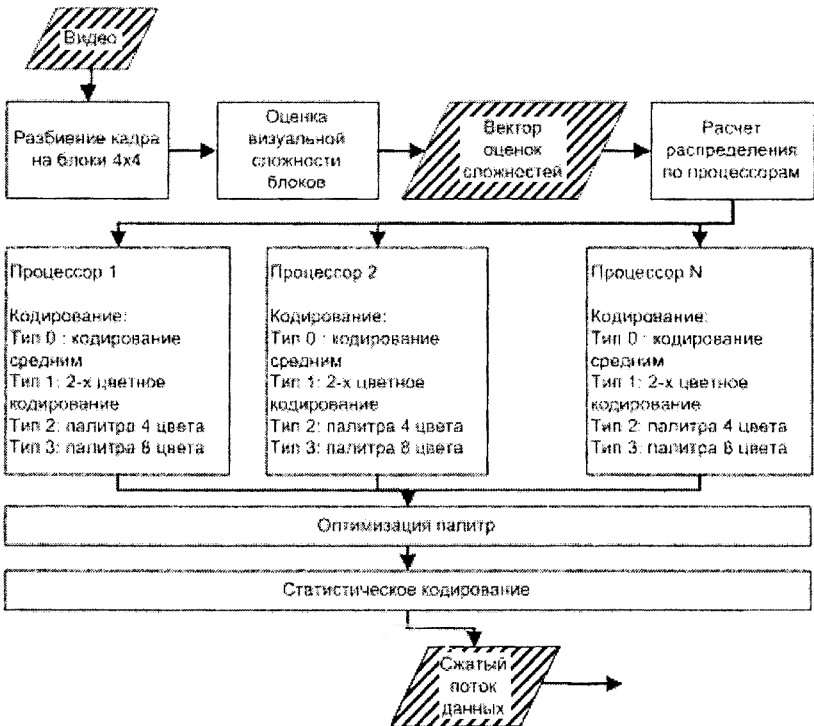 Видео
Разбиение кадра
на блоки 4x4
Оценка
визуальной
сложности
блоков
Вектор
оценок
сложностей
Расчет
распределения
по процессорам
Процессор 1
Кодирование:
Тип 0 : кодирование
средним
Тип 1: 2-х цветное
кодирование
Тип 2: палитра 4 цвета
Тип 3: палитра 8 цвета
Процессор 2
Кодирование:
Тип 0 : кодирование
средним
Тип 1: 2-х цветное
кодирование
Тип 2: палитра 4 цвета
Тип 3: палитра 8 цвета
Процессор N
Кодирование:
Тип 0 : кодирование
средним
Тип 1: 2-х цветное
кодирование
Тип 2: палитра 4 цвета
Тип 3: палитра 8 цвета
Оптимизация палитр
Статистическое кодирование
Сжатый
поток
данных